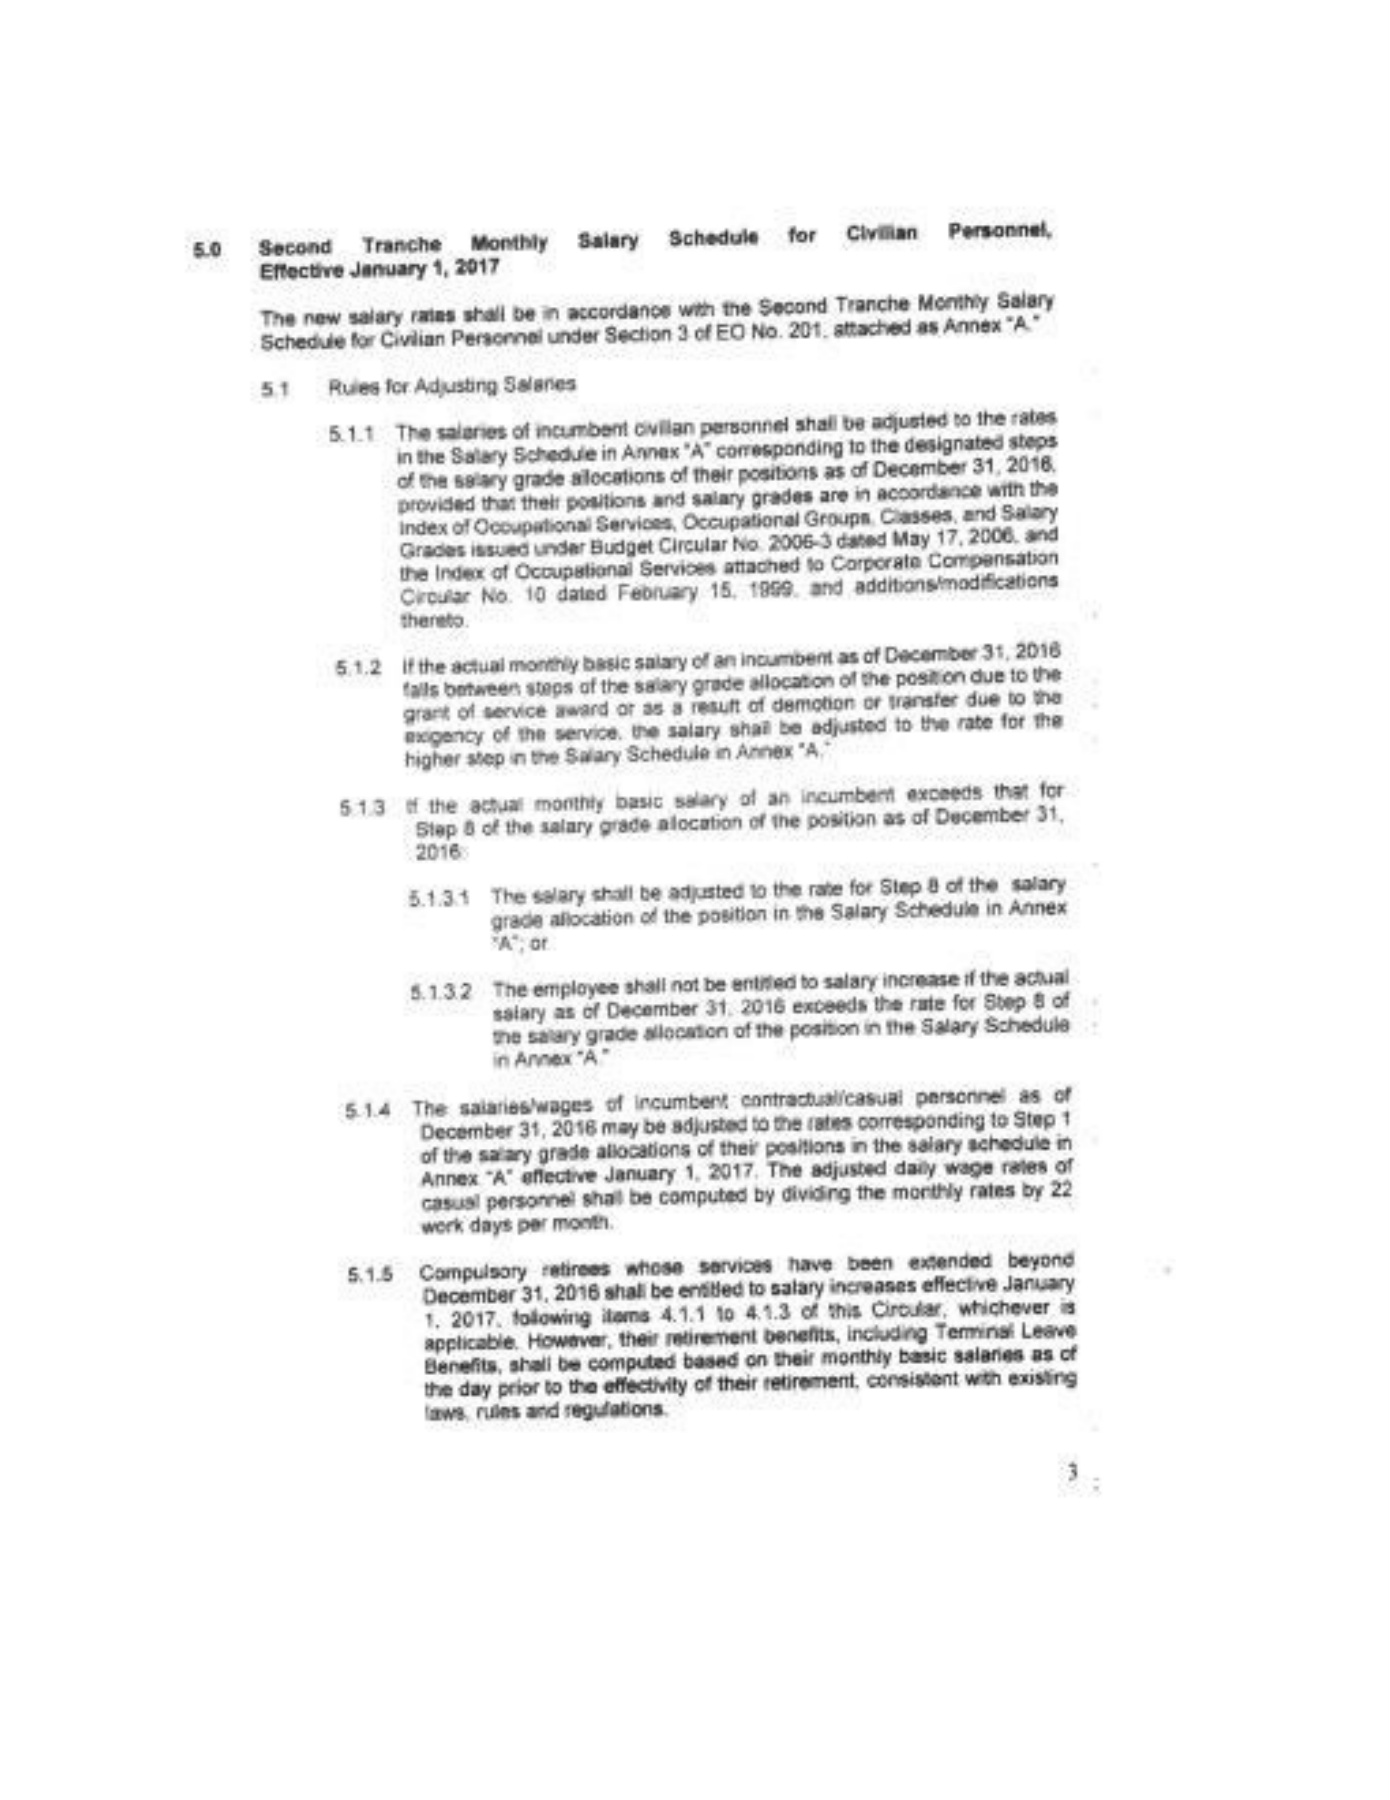 5.0 Second Tranche Monthly Salary Schedule for Civilian Personnel,
Effective January 1, 2017
The new salary rates shall be in accordance with the Second Tranche Monthly Salary
Schedule for Civilian Personnel under Section 3 of EO No. 201, attached as Annex "A."
5.1 Rules for Adjusting Salaries
5.1.1 The salaries of incumbent civilian personnel shall be adjusted to the rates
in the Salary Schedule in Annex "A" corresponding to the designated steps
of the salary grade allocations of their positions as of December 31, 2016,
provided that their positions and salary grades are in accordance with the
Index of Occupational Services, Occupational Groups, Classes, and Salary
Grades issued under Budget Circular No. 2006-3 dated May 17, 2006, and
the Index of Occupational Services attached to Corporate Compensation
Circular No. 10 dated February 15, 1999, and additions/modifications
thereto.
5.1.2 If the actual monthly basic salary of an incumbent as of December 31, 2016
falls between steps of the salary grade allocation of the position due to the
grant of service award or as a result of demotion or transfer due to the
exigency of the service, the salary shall be adjusted to the rate for the
higher step in the Salary Schedule in Annex "A."
5.1.3 If the actual monthly basic salary of an incumbent exceeds that for
Step 8 of the salary grade allocation of the position as of December 31,
2016:
5.1.3.1 The salary shall be adjusted to the rate for Step 8 of the salary
grade allocation of the position in the Salary Schedule in Annex
"A"; or
5.1.3.2 The employee shall not be entitled to salary increase if the actual
salary as of December 31, 2016 exceeds the rate for Step 8 of
the salary grade allocation of the position in the Salary Schedule
in Annex "A."
5.1.4 The salaries/wages of incumbent contractual/casual personnel as of
December 31, 2016 may be adjusted to the rates corresponding to Step 1
of the salary grade allocations of their positions in the salary schedule in
Annex "A" effective January 1, 2017. The adjusted daily wage rates of
casual personnel shall be computed by dividing the monthly rates by 22
work days per month.
5.1.5 Compulsory retirees whose services have been extended beyond
December 31, 2016 shall be entitled to salary increases effective January
1, 2017, following items 4.1.1 to 4.1.3 of this Circular, whichever is
applicable. However, their retirement benefits, including Terminal Leave
Benefits, shall be computed based on their monthly basic salaries as of
the day prior to the effectivity of their retirement, consistent with existing
laws, rules and regulations.
3